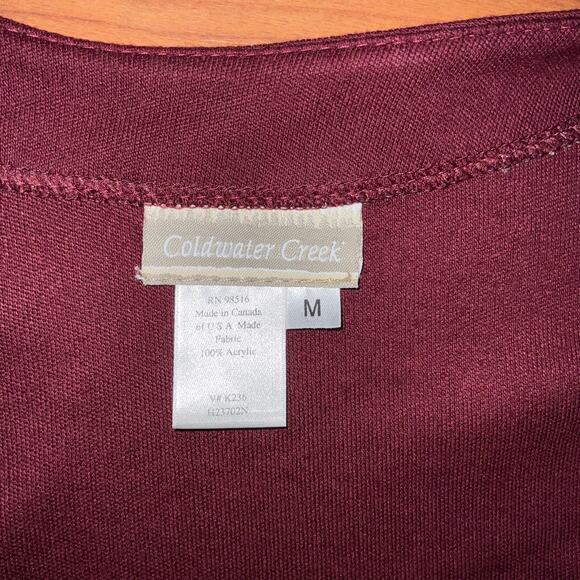 Coldwater Creek
M
RN 98516
Made in Canada
of U S A Made
Fabric
100% Acrylic
V# K236
H23702N